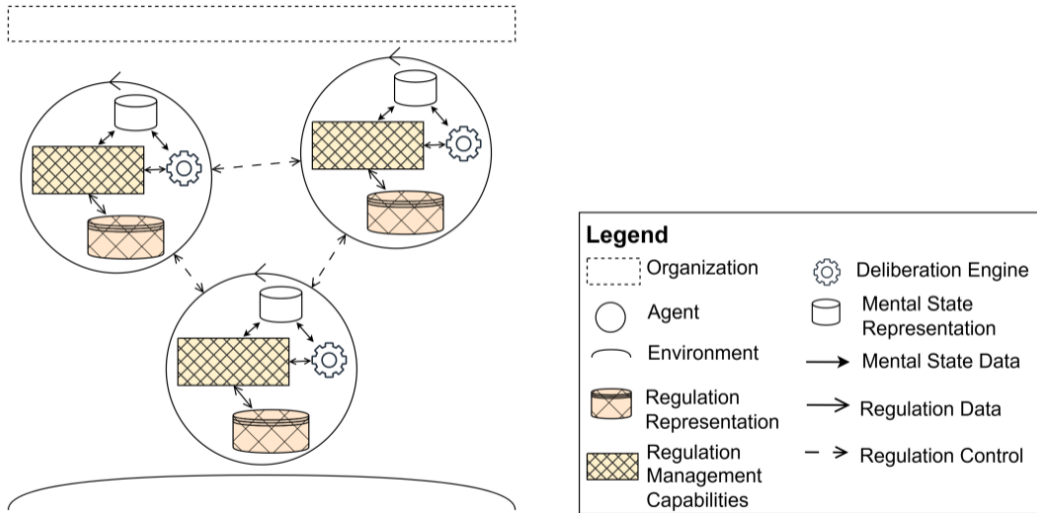 Legend
Organization
Agent
Environment
Regulation
Representation
Regulation
Management
Capabilities
Deliberation Engine
Mental State
Representation
Mental State Data
Regulation Data
Regulation Control